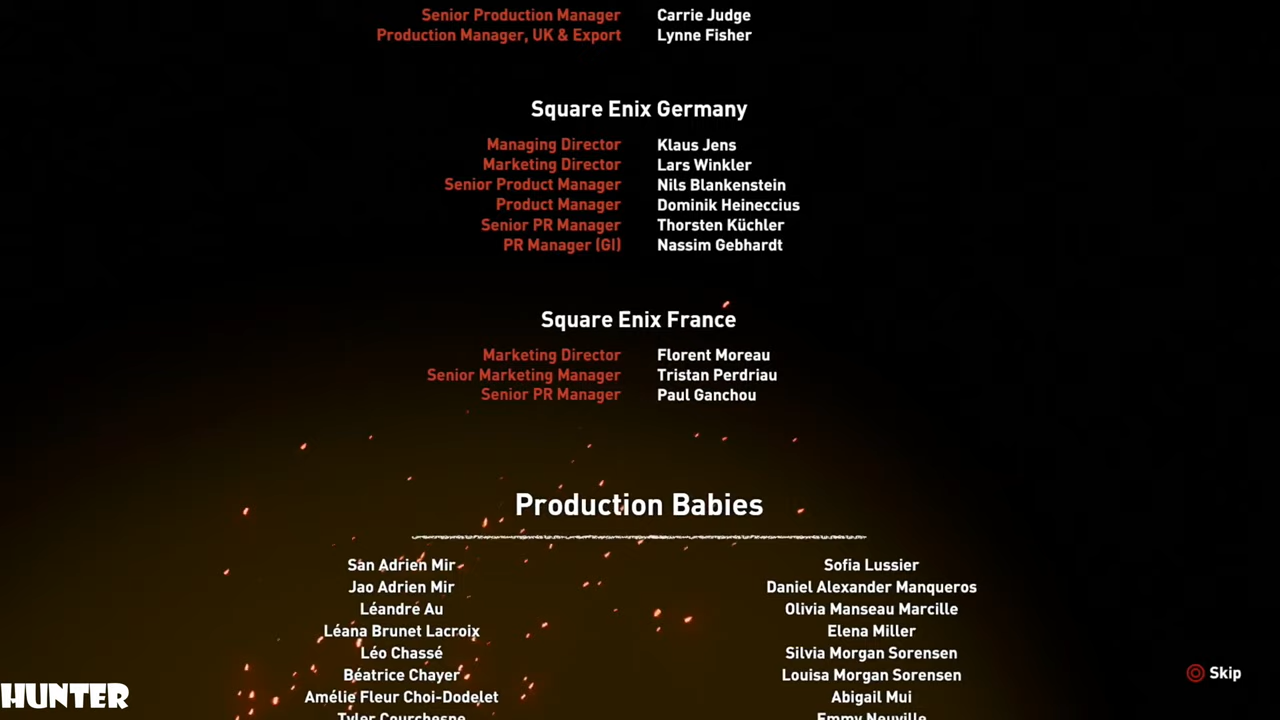 Senior Production Manager Carrie Judge
Production Manager, UK & Export Lynne Fisher
Square Enix Germany
Managing Director Klaus Jens
Marketing Director Lars Winkler
Senior Product Manager Nils Blankenstein
Product Manager Dominik Heineccius
Senior PR Manager Thorsten Küchler
PR Manager (GI) Nassim Gebhardt
Square Enix France
Marketing Director Florent Moreau
Senior Marketing Manager Tristan Perdriau
Senior PR Manager Paul Ganchou
Production Babies
San Adrien Mir Sofia Lussier
Jao Adrien Mir Daniel Alexander Manqueros
Léandre Au Olivia Manseau Marcille
Léana Brunet Lacroix Elena Miller
Léo Chassé Silvia Morgan Sorensen
Béatrice Chayer Louisa Morgan Sorensen
Amélie Fleur Choi-Dodelet Abigail Mui
Tyler Courchesne Emmy Neuville
Skip
HUNTER